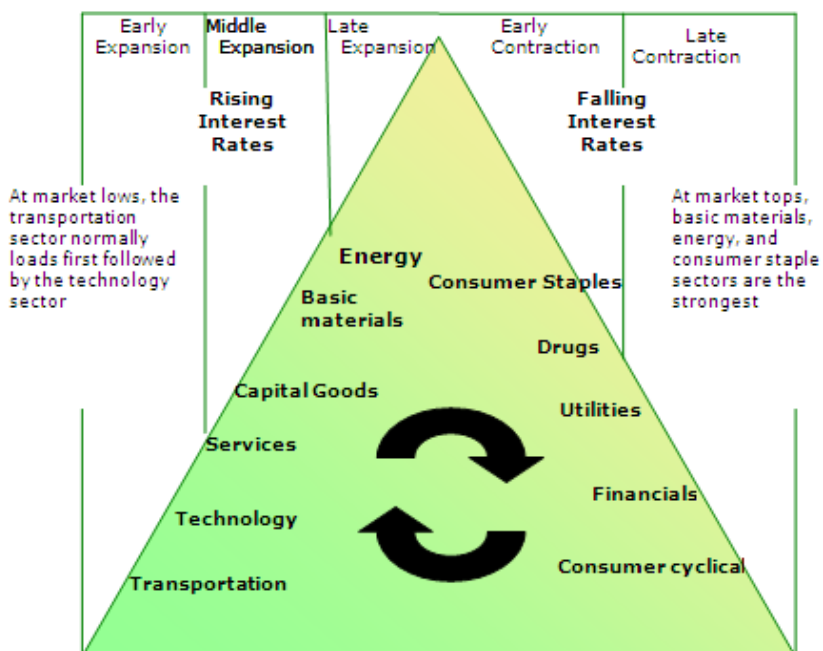 Early
Expansion
Middle
Expansion
Late
Expansion
Early
Contraction
Late
Contraction
Rising
Interest
Rates
Falling
Interest
Rates
At market lows, the
transportation
sector normally
loads first followed
by the technology
sector
At market tops,
basic materials,
energy, and
consumer staple
sectors are the
strongest
Energy
Consumer Staples
Basic
materials
Drugs
Capital Goods
Utilities
Services
Financials
Technology
Consumer cyclical
Transportation